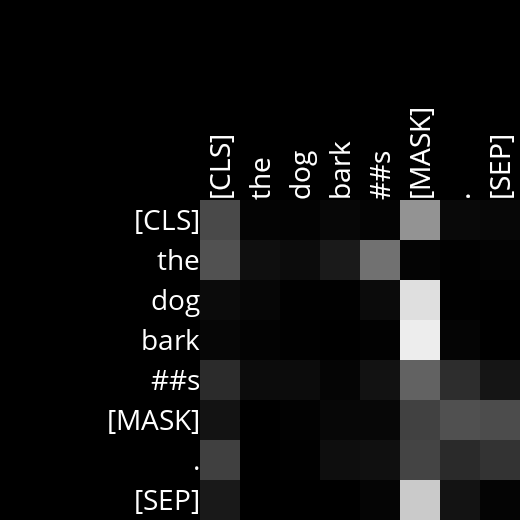 [CLS] the dog bark ##s [MASK] . [SEP]
[CLS]
the
dog
bark
##s
[MASK]
.
[SEP]